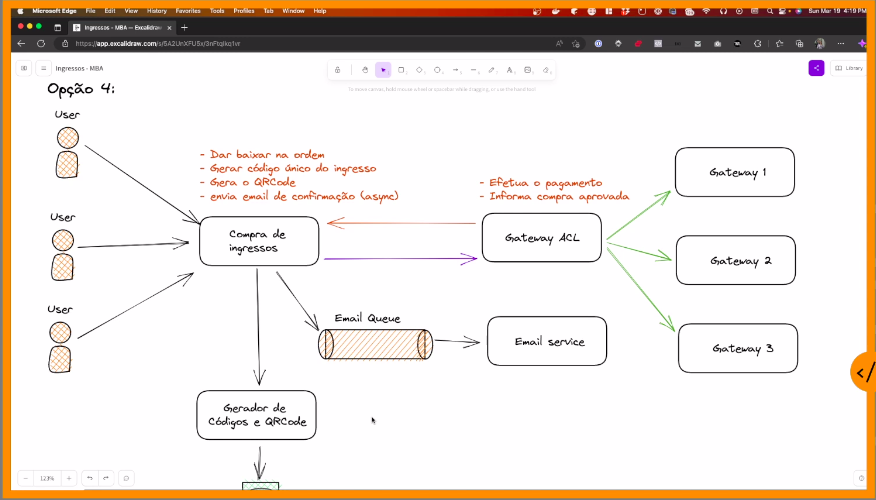 Microsoft Edge File Edit View History Favorites Tools Profiles Tab Window Help
Sun Mar 19 4:19 PM
Ingressos - MBA — Excalidraw
https://app.excalidraw.com/s/5A2UnXFU5x/3nFtqlkq1vr
Ingressos - MBA
Library
To move canvas, hold mouse wheel or spacebar while dragging, or use the hand tool
Opção 4:
User
- Dar baixar na ordem
- Gerar código único do ingresso
- Gera o QRCode
- envia email de confirmação (async)
- Efetua o pagamento
- Informa compra aprovada
Gateway 1
User
Compra de
ingressos
Gateway ACL
Gateway 2
User
Email Queue
Email service
Gateway 3
Gerador de
Códigos e QRCode
123%
</>